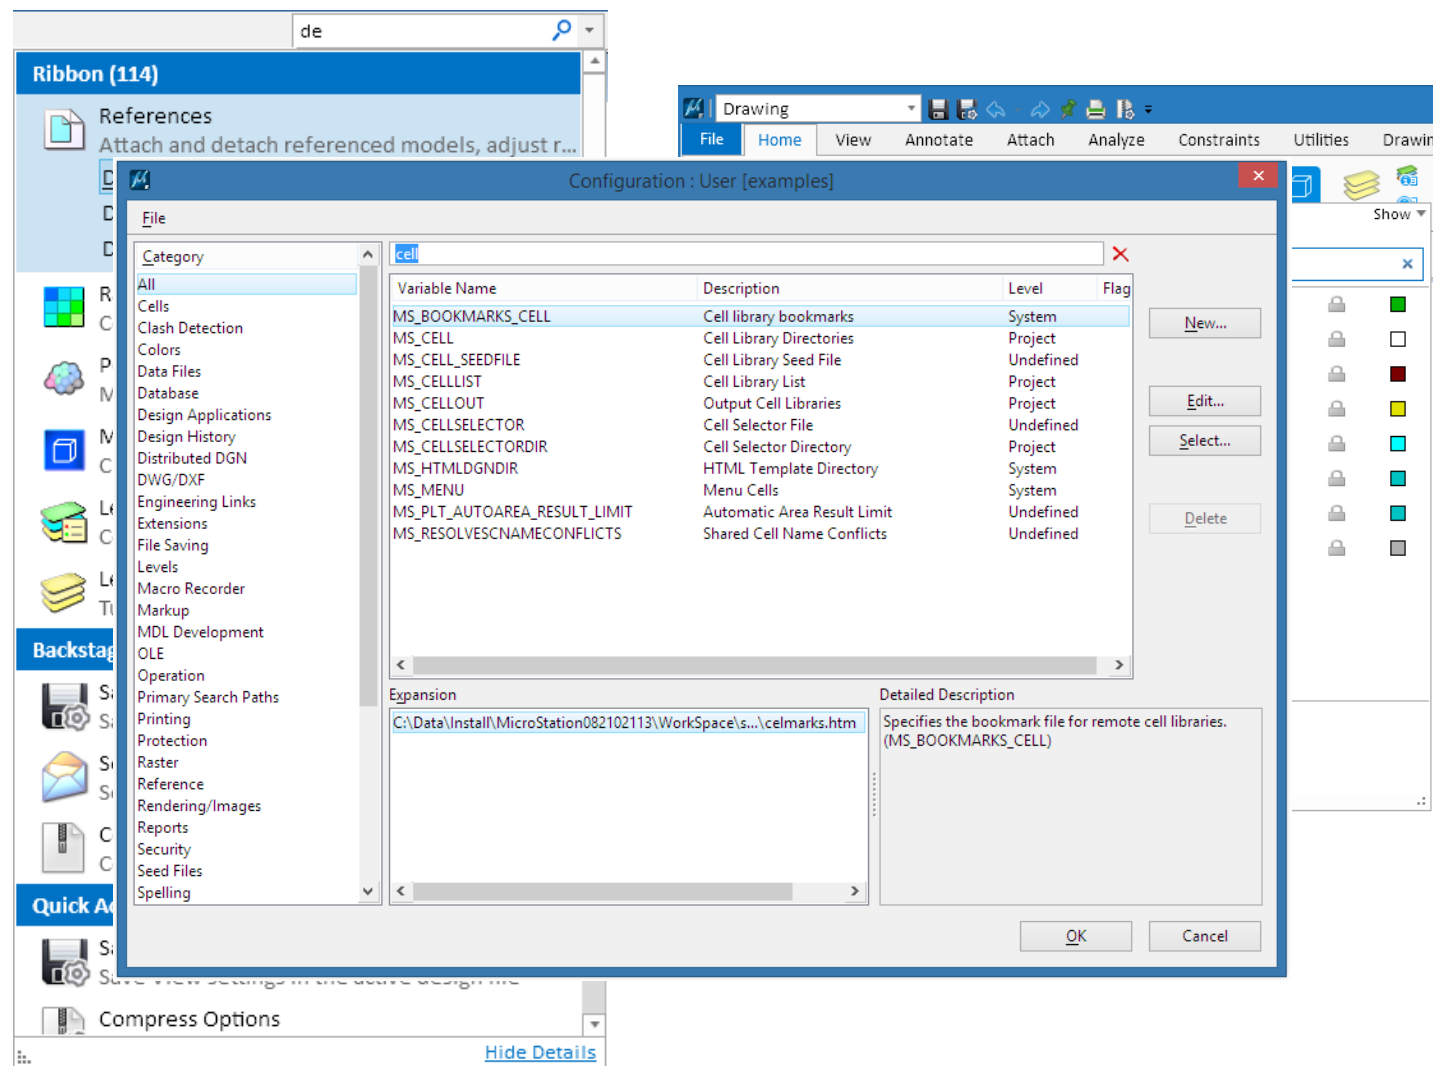 de
Ribbon (114)
References
Attach and detach referenced models, adjust r...
Backstag
Quick A
Compress Options
Hide Details
Drawing
File Home View Annotate Attach Analyze Constraints Utilities Drawin
Show
Configuration : User [examples]
File
Category
All
Cells
Clash Detection
Colors
Data Files
Database
Design Applications
Design History
Distributed DGN
DWG/DXF
Engineering Links
Extensions
File Saving
Levels
Macro Recorder
Markup
MDL Development
OLE
Operation
Primary Search Paths
Printing
Protection
Raster
Reference
Rendering/Images
Reports
Security
Seed Files
Spelling
cell
Variable Name Description Level Flag
MS_BOOKMARKS_CELL Cell library bookmarks System
MS_CELL Cell Library Directories Project
MS_CELL_SEEDFILE Cell Library Seed File Undefined
MS_CELLLIST Cell Library List Project
MS_CELLOUT Output Cell Libraries Project
MS_CELLSELECTOR Cell Selector File Undefined
MS_CELLSELECTORDIR Cell Selector Directory Project
MS_HTMLDGNDIR HTML Template Directory System
MS_MENU Menu Cells System
MS_PLT_AUTOAREA_RESULT_LIMIT Automatic Area Result Limit Undefined
MS_RESOLVESCNAMECONFLICTS Shared Cell Name Conflicts Undefined
New...
Edit...
Select...
Delete
Expansion
C:\Data\Install\MicroStation082102113\WorkSpace\s...\celmarks.htm
Detailed Description
Specifies the bookmark file for remote cell libraries.
(MS_BOOKMARKS_CELL)
OK Cancel